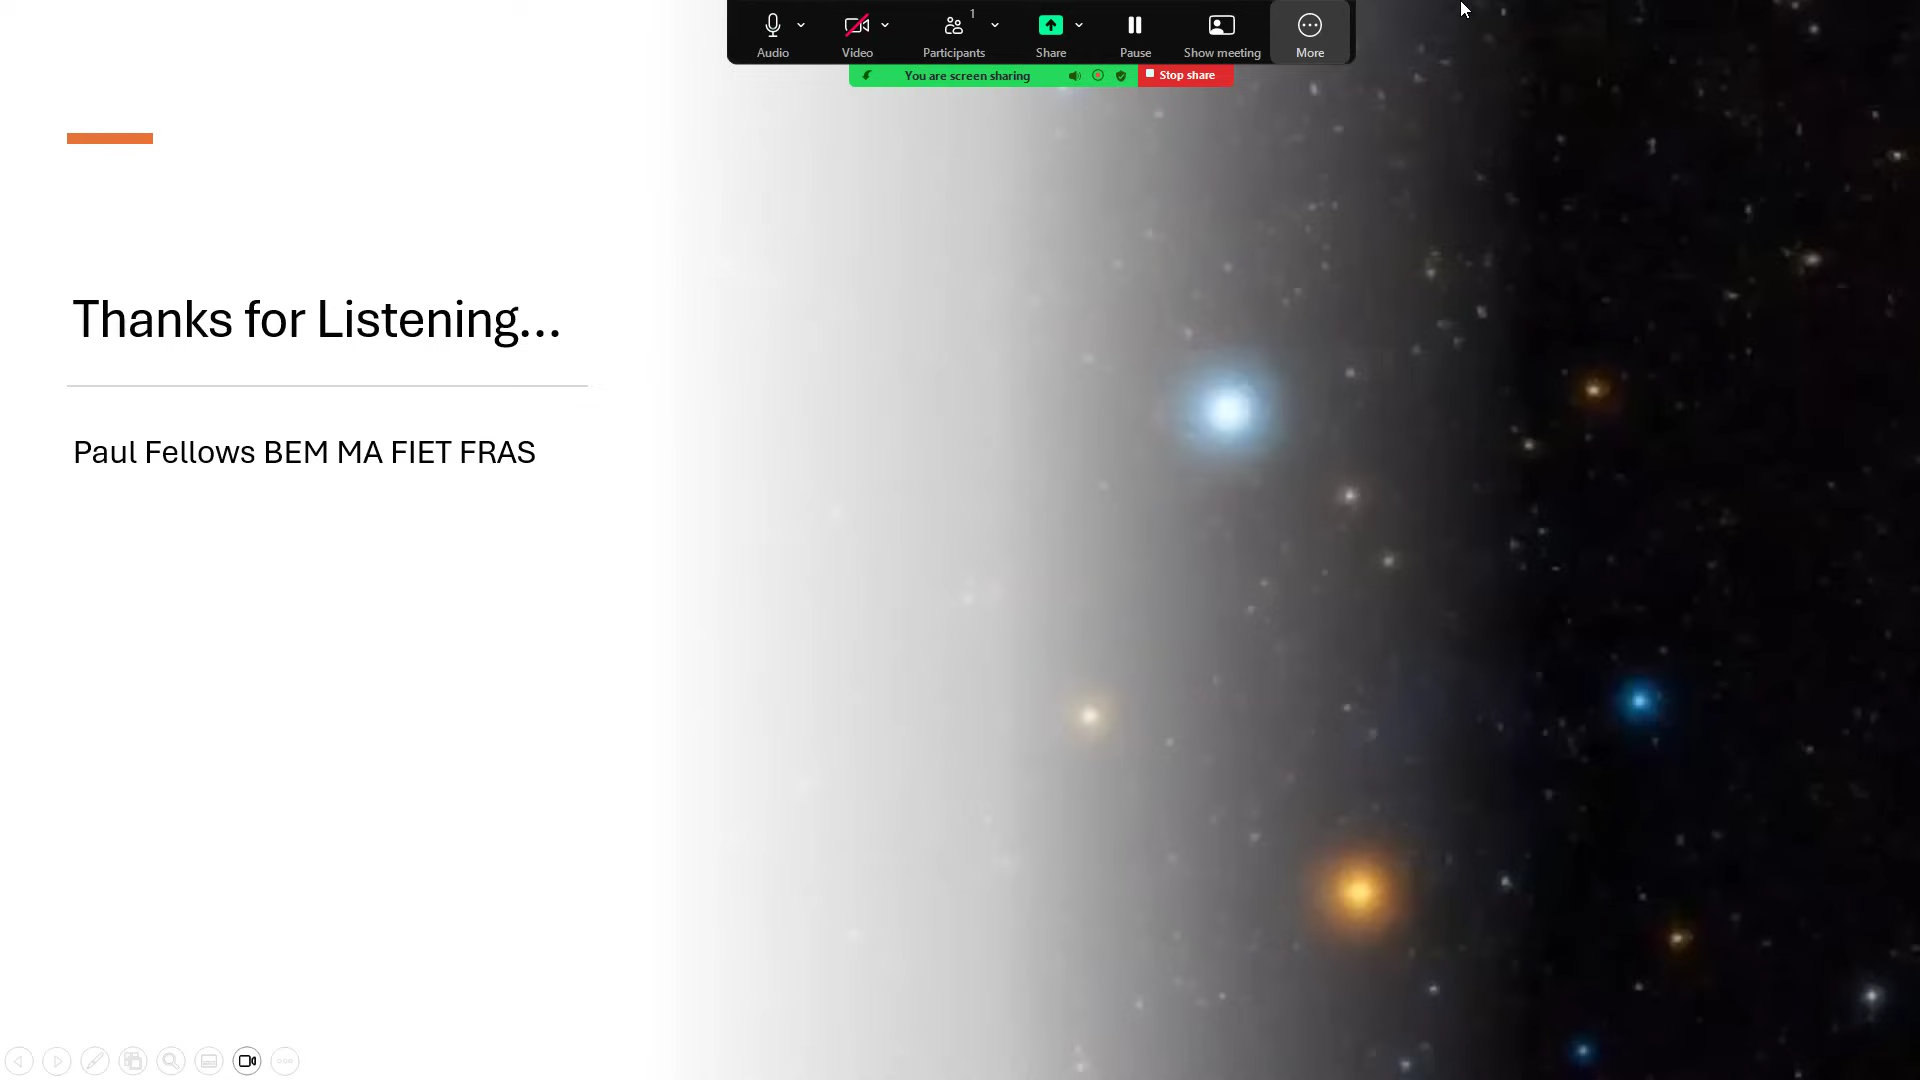 1
Audio
Video
Participants
Share
Pause
Show meeting
More
You are screen sharing
Stop share
Thanks for Listening...
Paul Fellows BEM MA FIET FRAS